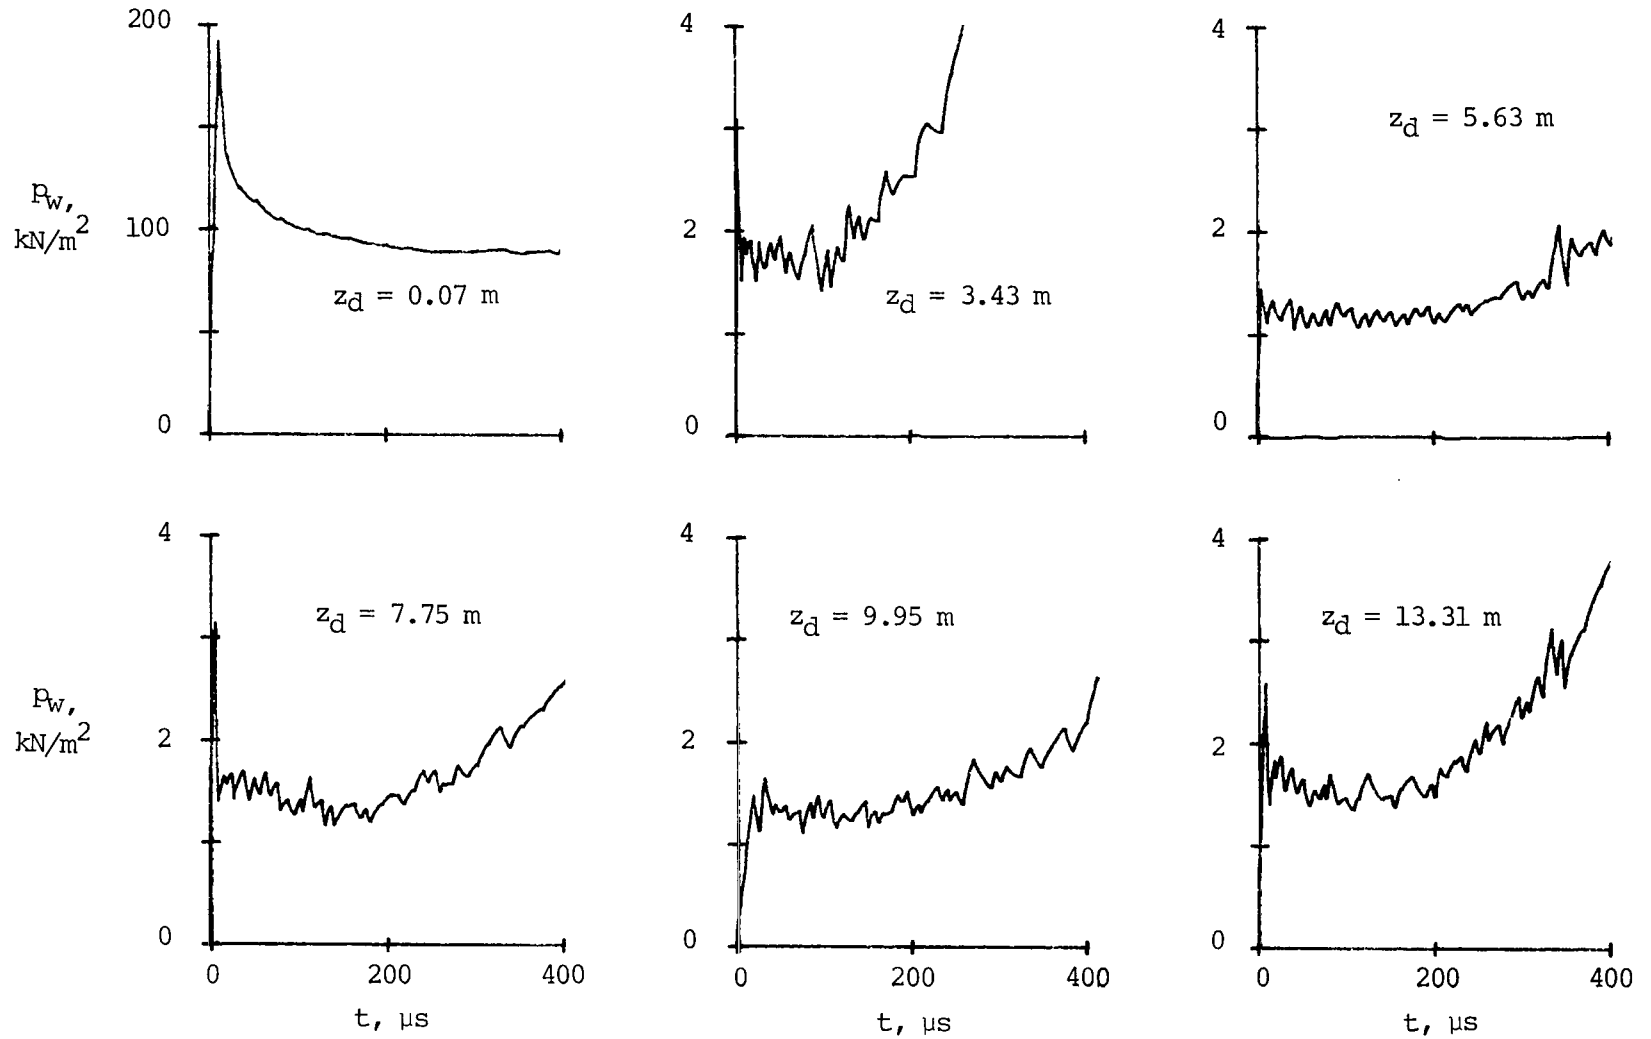 200
100
0
p_w,
kN/m²
z_d = 0.07 m
4
2
0
z_d = 3.43 m
4
2
0
z_d = 5.63 m
4
2
0
p_w,
kN/m²
z_d = 7.75 m
0 200 400
t, μs
4
2
0
z_d = 9.95 m
0 200 400
t, μs
4
2
0
z_d = 13.31 m
0 200 400
t, μs